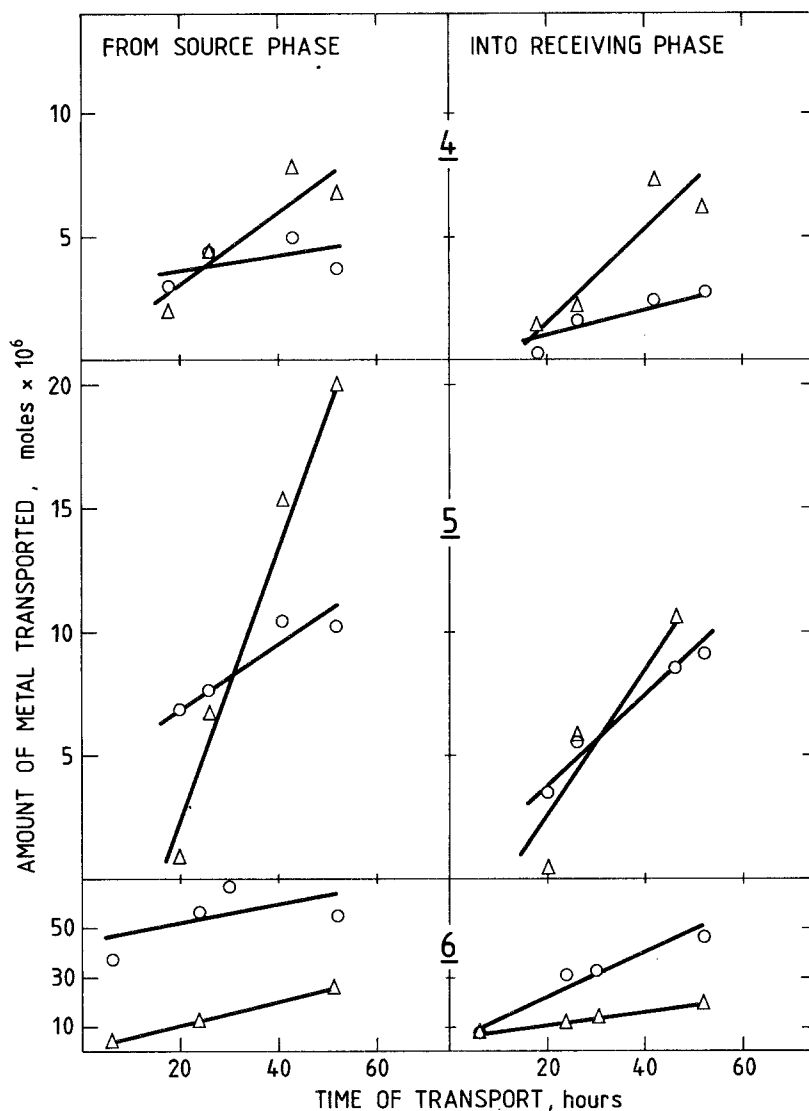 FROM SOURCE PHASE
INTO RECEIVING PHASE
10
5
4
20
15
10
5
5
50
30
10
6
20 40 60
20 40 60
AMOUNT OF METAL TRANSPORTED, moles × 10⁶
TIME OF TRANSPORT, hours